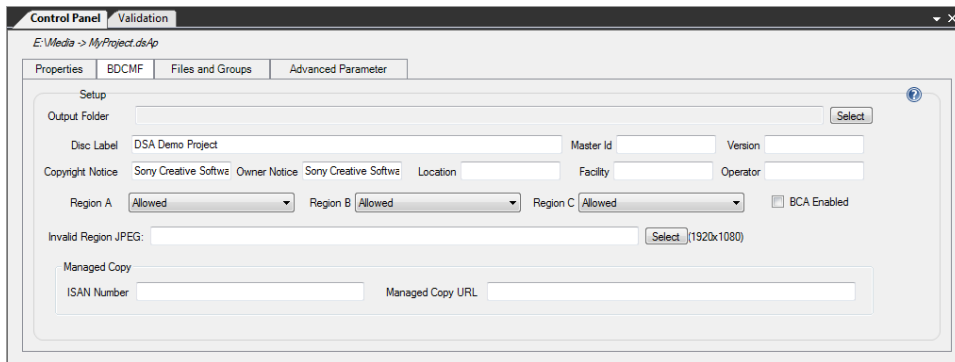 Control Panel Validation
E:\Media -> MyProject.dsAp
Properties BDCMF Files and Groups Advanced Parameter
Setup
Output Folder Select
Disc Label DSA Demo Project Master Id Version
Copyright Notice Sony Creative Softwa Owner Notice Sony Creative Softwa Location Facility Operator
Region A Allowed Region B Allowed Region C Allowed BCA Enabled
Invalid Region JPEG: Select (1920x1080)
Managed Copy
ISAN Number Managed Copy URL